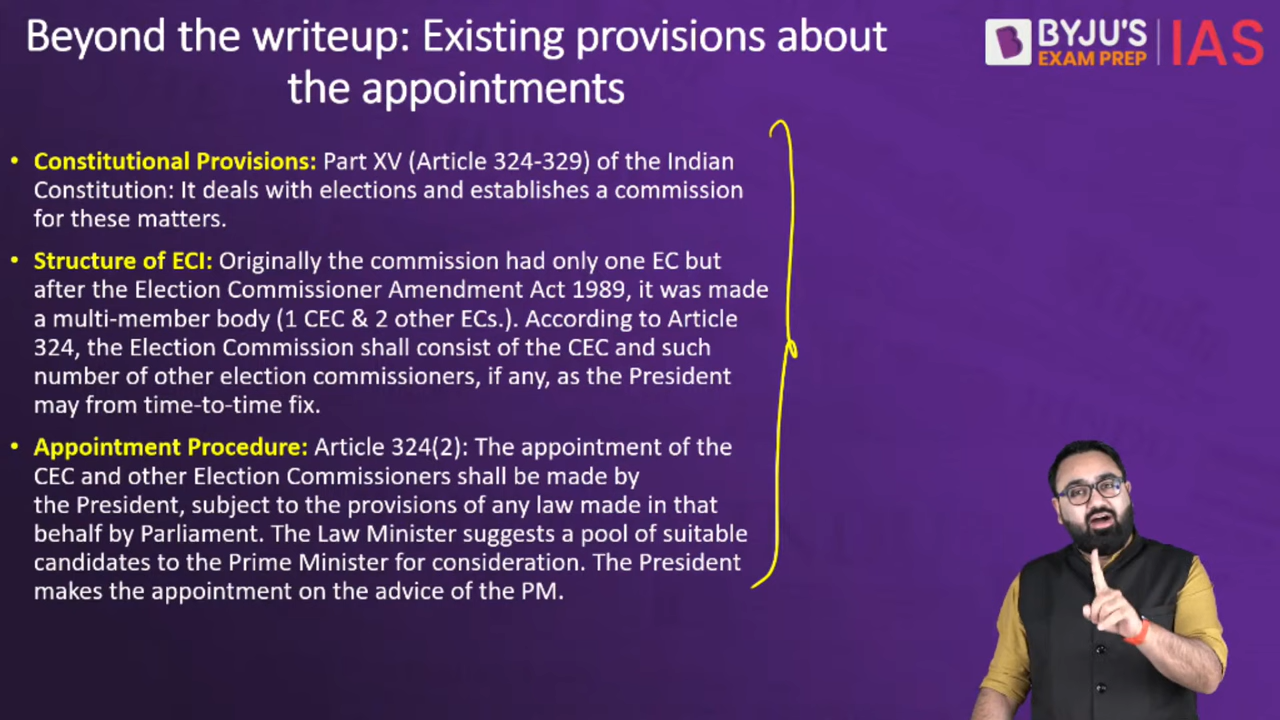 Beyond the writeup: Existing provisions about
the appointments
BYJU'S
EXAM PREP
IAS
• Constitutional Provisions: Part XV (Article 324-329) of the Indian
Constitution: It deals with elections and establishes a commission
for these matters.
• Structure of ECI: Originally the commission had only one EC but
after the Election Commissioner Amendment Act 1989, it was made
a multi-member body (1 CEC & 2 other ECs.). According to Article
324, the Election Commission shall consist of the CEC and such
number of other election commissioners, if any, as the President
may from time-to-time fix.
• Appointment Procedure: Article 324(2): The appointment of the
CEC and other Election Commissioners shall be made by
the President, subject to the provisions of any law made in that
behalf by Parliament. The Law Minister suggests a pool of suitable
candidates to the Prime Minister for consideration. The President
makes the appointment on the advice of the PM.